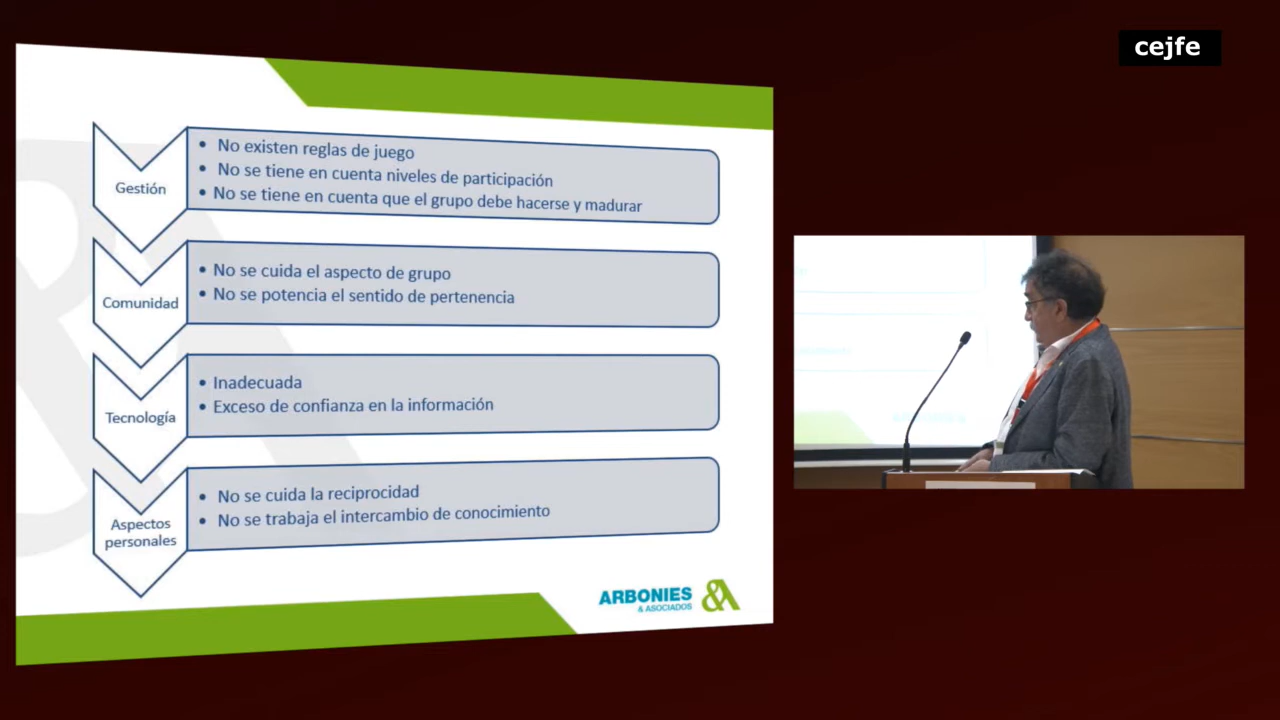 cejfe
Gestión
• No existen reglas de juego
• No se tiene en cuenta niveles de participación
• No se tiene en cuenta que el grupo debe hacerse y madurar
Comunidad
• No se cuida el aspecto de grupo
• No se potencia el sentido de pertenencia
Tecnología
• Inadecuada
• Exceso de confianza en la información
Aspectos
personales
• No se cuida la reciprocidad
• No se trabaja el intercambio de conocimiento
ARBONIES
& ASOCIADOS
&A